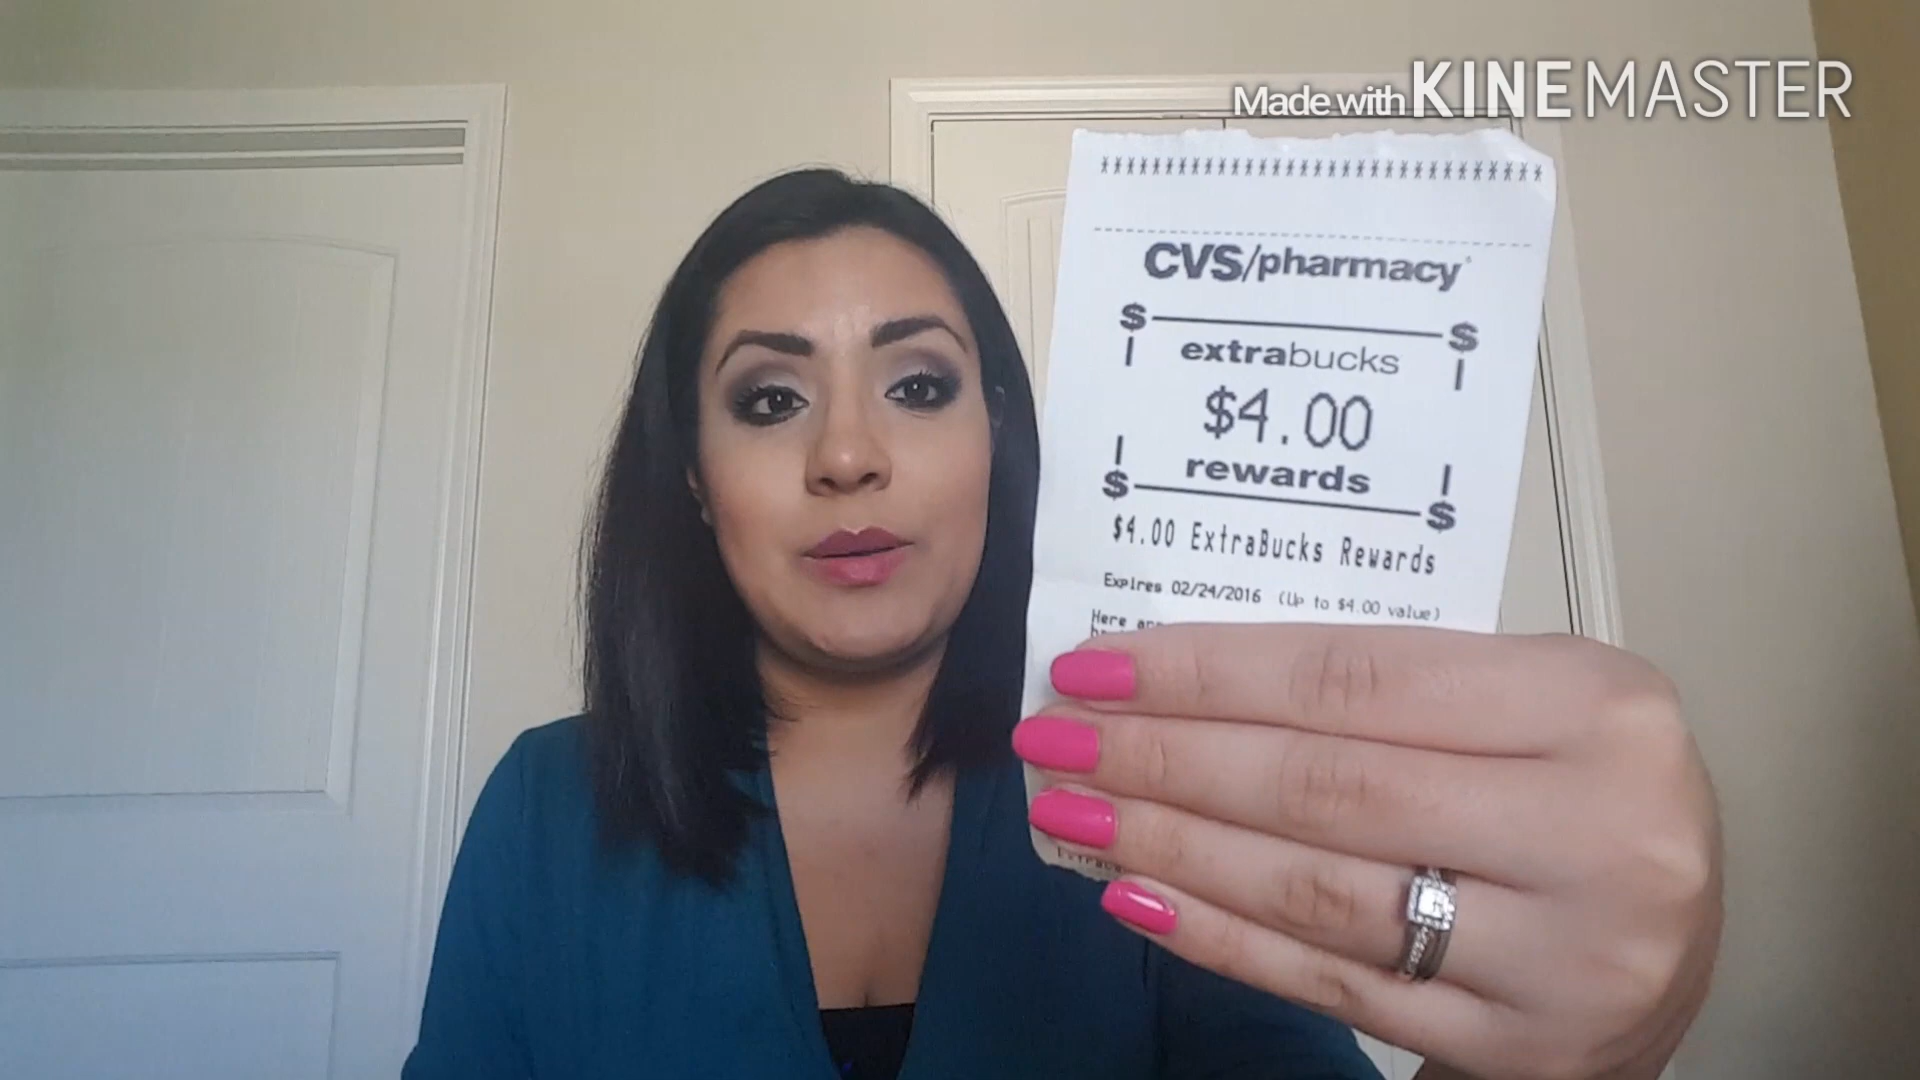 Made with KINEMASTER
*********************************
CVS/pharmacy
$ $
extrabucks
$4.00
rewards
$ $
$4.00 ExtraBucks Rewards
Expires 02/24/2016 (Up to $4.00 value)
Here